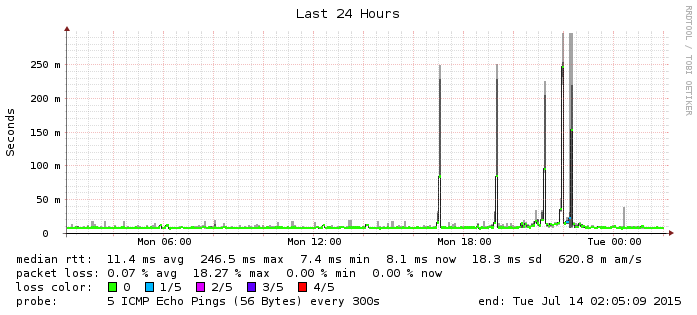 Last 24 Hours
RRDTOOL / TOBI OETIKER
Seconds
250 m
200 m
150 m
100 m
50 m
0
Mon 06:00 Mon 12:00 Mon 18:00 Tue 00:00
median rtt: 11.4 ms avg 246.5 ms max 7.4 ms min 8.1 ms now 18.3 ms sd 620.8 m am/s
packet loss: 0.07 % avg 18.27 % max 0.00 % min 0.00 % now
loss color: 0 1/5 2/5 3/5 4/5
probe: 5 ICMP Echo Pings (56 Bytes) every 300s end: Tue Jul 14 02:05:09 2015